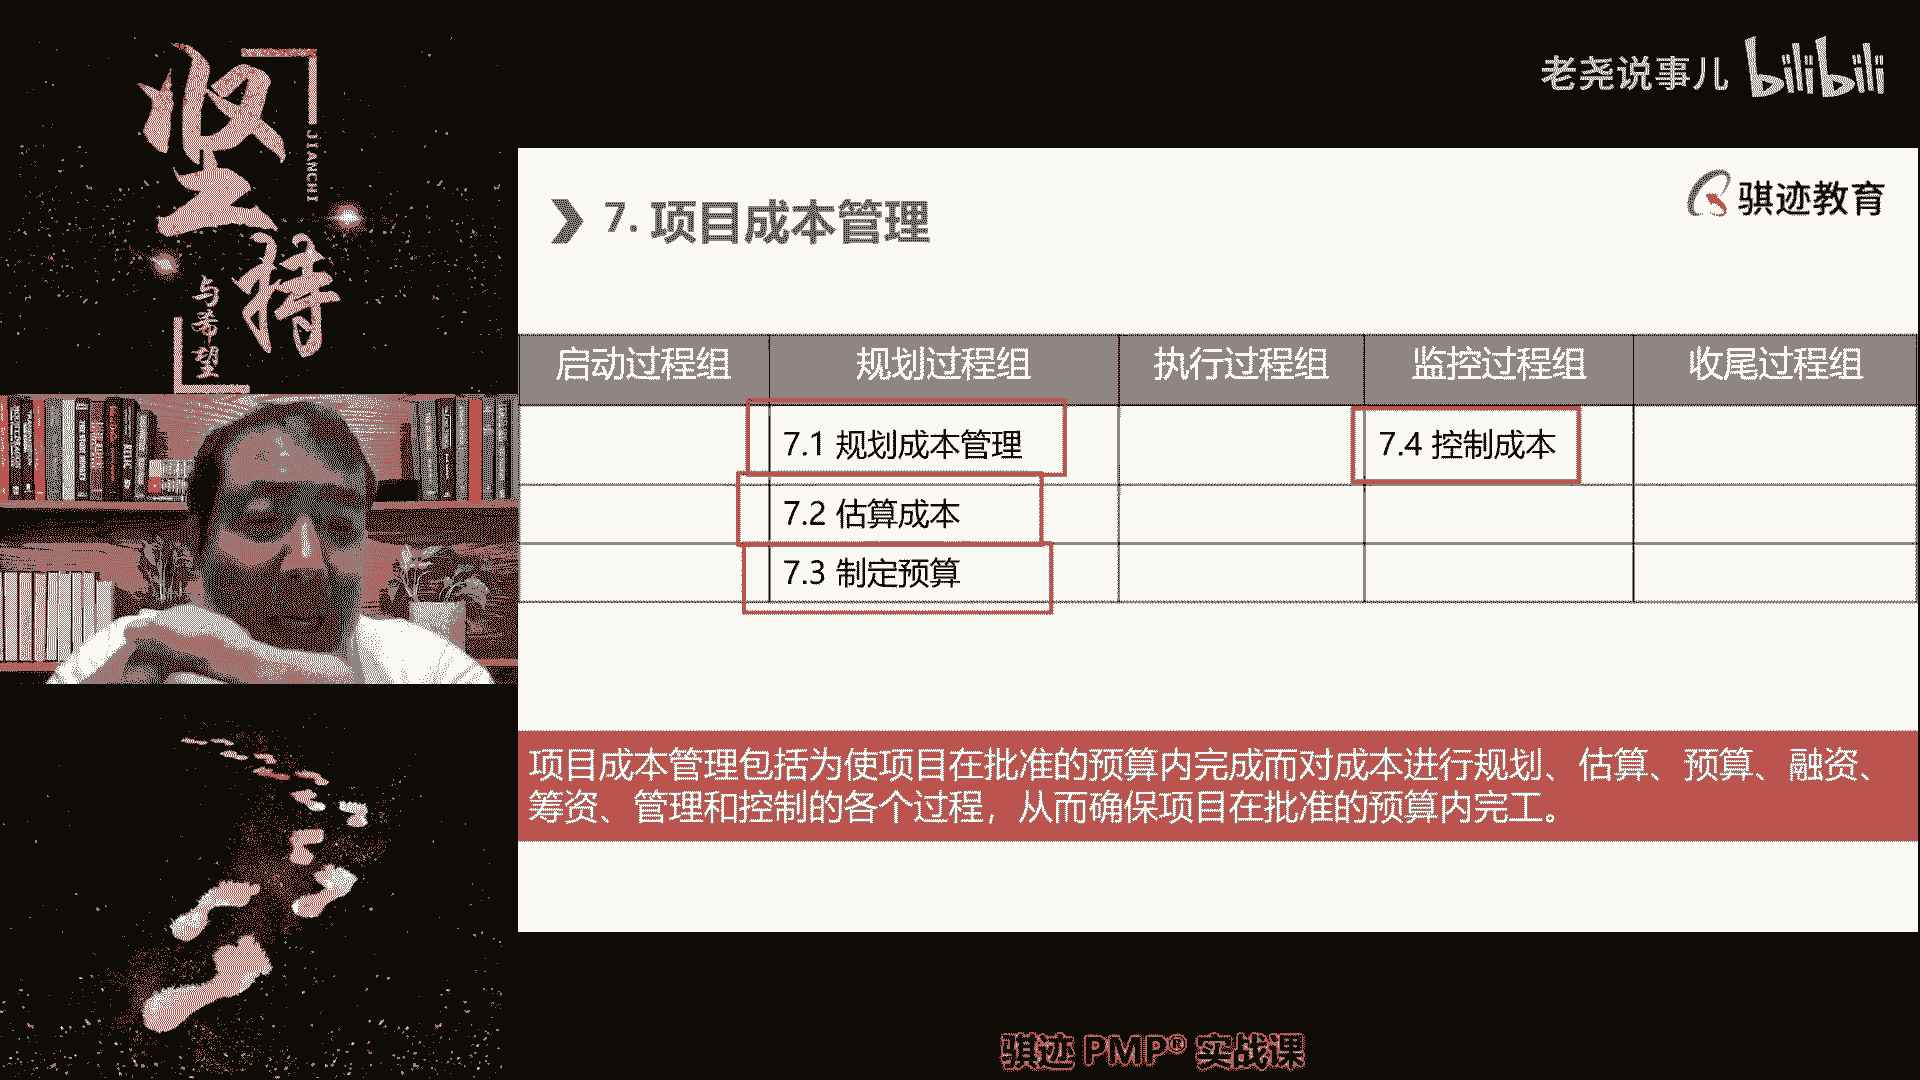 坚持
JIANCHI
与希望
老尧说事儿 bilibili
骐迹教育
7. 项目成本管理
启动过程组 规划过程组 执行过程组 监控过程组 收尾过程组
7.1 规划成本管理 7.4 控制成本
7.2 估算成本
7.3 制定预算
项目成本管理包括为使项目在批准的预算内完成而对成本进行规划、估算、预算、融资、
筹资、管理和控制的各个过程，从而确保项目在批准的预算内完工。
骐迹 PMP® 实战课